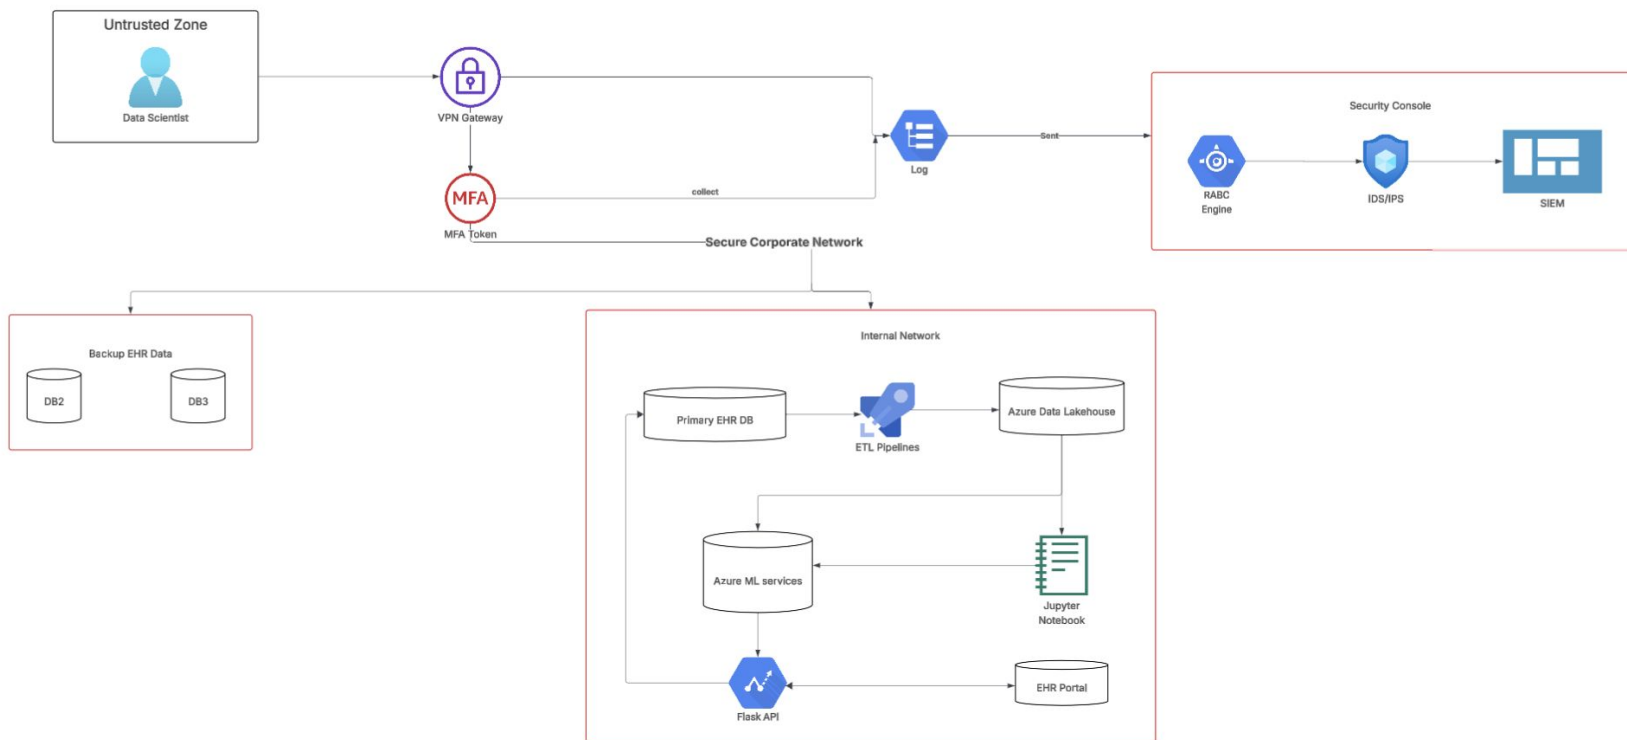 Untrusted Zone
Data Scientist
VPN Gateway
MFA
MFA Token
collect
Log
Sent
Security Console
RABC
Engine
IDS/IPS
SIEM
Secure Corporate Network
Backup EHR Data
DB2
DB3
Internal Network
Primary EHR DB
ETL Pipelines
Azure Data Lakehouse
Azure ML services
Jupyter
Notebook
Flask API
EHR Portal